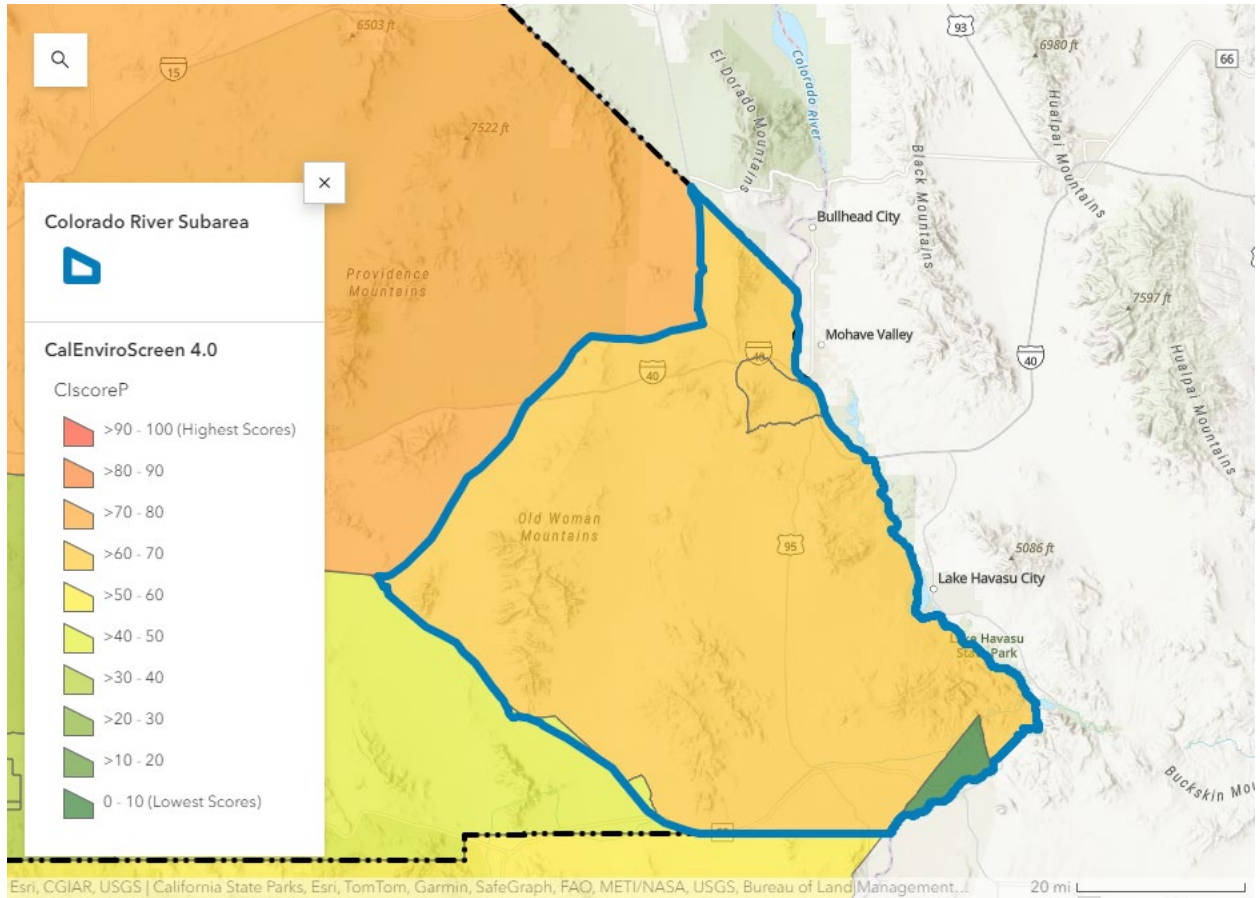 6503 ft
15
7522 ft
93
6980 ft
66
El Dorado Mountains
Colorado River
Black Mountains
Hualpai Mountains
Bullhead City
Colorado River Subarea
Providence
Mountains
7597 ft
CalEnviroScreen 4.0
CIscoreP
>90 - 100 (Highest Scores)
>80 - 90
>70 - 80
>60 - 70
>50 - 60
>40 - 50
>30 - 40
>20 - 30
>10 - 20
0 - 10 (Lowest Scores)
Mohave Valley
40
40
40
Hualpai Mountains
Old Woman
Mountains
95
5086 ft
Lake Havasu City
Lake Havasu
State Park
Buckskin Mou
Esri, CGIAR, USGS | California State Parks, Esri, TomTom, Garmin, SafeGraph, FAO, METI/NASA, USGS, Bureau of Land Management...
20 mi